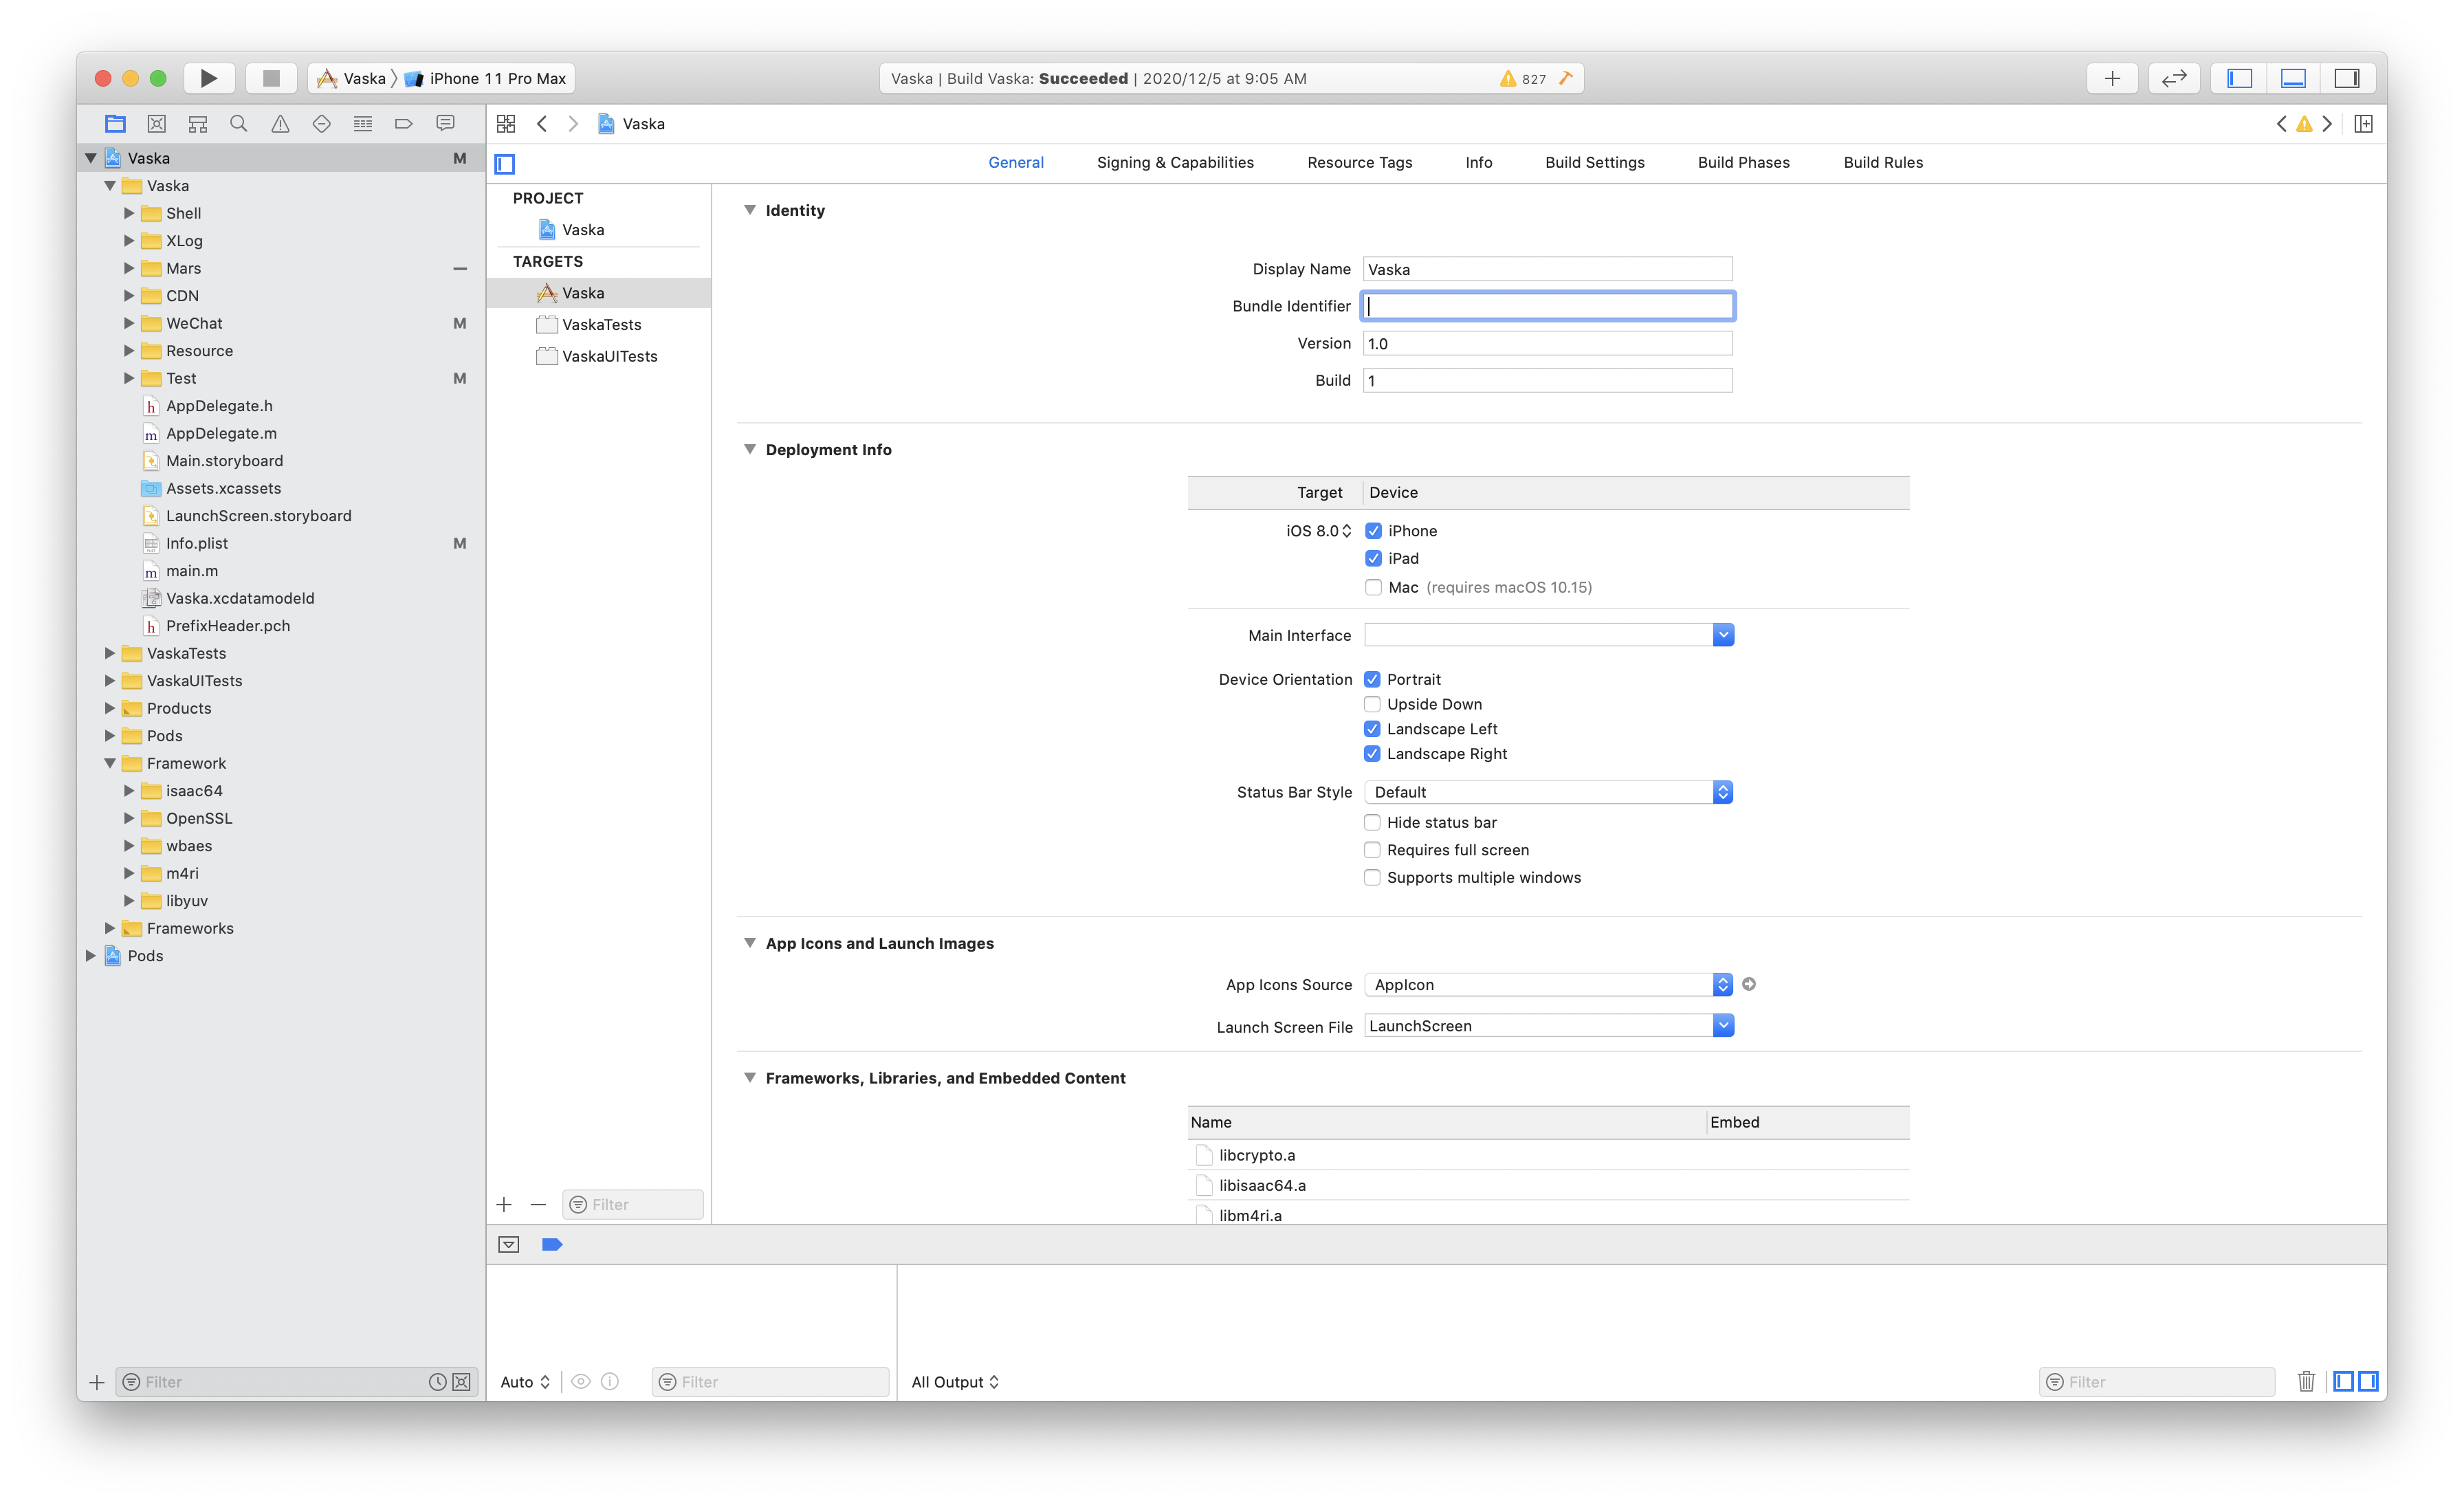 Vaska 〉 iPhone 11 Pro Max
Vaska | Build Vaska: Succeeded | 2020/12/5 at 9:05 AM
827
Vaska M
Vaska
Shell
XLog
Mars
CDN
WeChat M
Resource
Test M
AppDelegate.h
AppDelegate.m
Main.storyboard
Assets.xcassets
LaunchScreen.storyboard
Info.plist M
main.m
Vaska.xcdatamodeld
PrefixHeader.pch
VaskaTests
VaskaUITests
Products
Pods
Framework
isaac64
OpenSSL
wbaes
m4ri
libyuv
Frameworks
Pods
Filter
Vaska
General Signing & Capabilities Resource Tags Info Build Settings Build Phases Build Rules
PROJECT
Vaska
TARGETS
Vaska
VaskaTests
VaskaUITests
Filter
Identity
Display Name Vaska
Bundle Identifier
Version 1.0
Build 1
Deployment Info
Target Device
iOS 8.0 iPhone
iPad
Mac (requires macOS 10.15)
Main Interface
Device Orientation Portrait
Upside Down
Landscape Left
Landscape Right
Status Bar Style Default
Hide status bar
Requires full screen
Supports multiple windows
App Icons and Launch Images
App Icons Source AppIcon
Launch Screen File LaunchScreen
Frameworks, Libraries, and Embedded Content
Name Embed
libcrypto.a
libisaac64.a
libm4ri.a
Auto Filter
All Output Filter